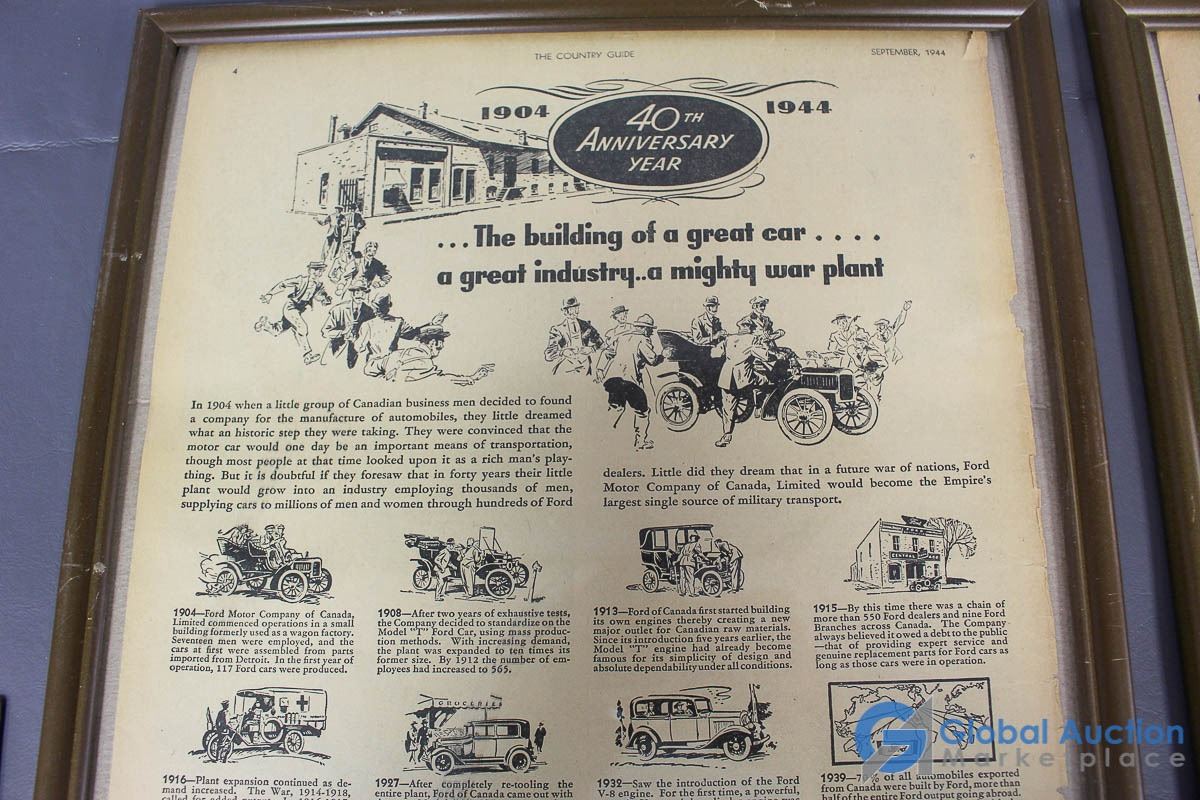 4
THE COUNTRY GUIDE
SEPTEMBER, 1944
1904
40TH
ANNIVERSARY
YEAR
1944
...The building of a great car ....
a great industry..a mighty war plant
In 1904 when a little group of Canadian business men decided to found
a company for the manufacture of automobiles, they little dreamed
what an historic step they were taking. They were convinced that the
motor car would one day be an important means of transportation,
though most people at that time looked upon it as a rich man's play-
thing. But it is doubtful if they foresaw that in forty years their little
plant would grow into an industry employing thousands of men,
supplying cars to millions of men and women through hundreds of Ford
dealers. Little did they dream that in a future war of nations, Ford
Motor Company of Canada, Limited would become the Empire's
largest single source of military transport.
1904—Ford Motor Company of Canada,
Limited commenced operations in a small
building formerly used as a wagon factory.
Seventeen men were employed, and the
cars at first were assembled from parts
imported from Detroit. In the first year of
operation, 117 Ford cars were produced.
1908—After two years of exhaustive tests,
the Company decided to standardize on the
Model "T" Ford Car, using mass produc-
tion methods. With increasing demand,
the plant was expanded to ten times its
former size. By 1912 the number of em-
ployees had increased to 565.
1913—Ford of Canada first started building
its own engines thereby creating a new
major outlet for Canadian raw materials.
Since its introduction five years earlier, the
Model "T" engine had already become
famous for its simplicity of design and
absolute dependability under all conditions.
1915—By this time there was a chain of
more than 550 Ford dealers and nine Ford
Branches across Canada. The Company
always believed it owed a debt to the public
—that of providing expert service and
genuine replacement parts for Ford cars as
long as those cars were in operation.
GROCERIES
1916—Plant expansion continued as de-
mand increased. The War, 1914-1918,
called for added output. In 1916-1917
1927—After completely re-tooling the
entire plant, Ford of Canada came out with
1932—Saw the introduction of the Ford
V-8 engine. For the first time, a powerful,
1939—7 % of all automobiles exported
from Canada were built by Ford, more than
half of the entire Ford output going abroad.
Global Auction
Marketplace